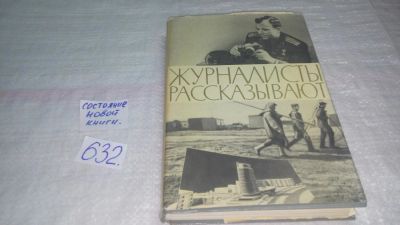 ЖУРНАЛИСТЫ
РАССКАЗЫВАЮТ
состояние
новой
книги.
632.